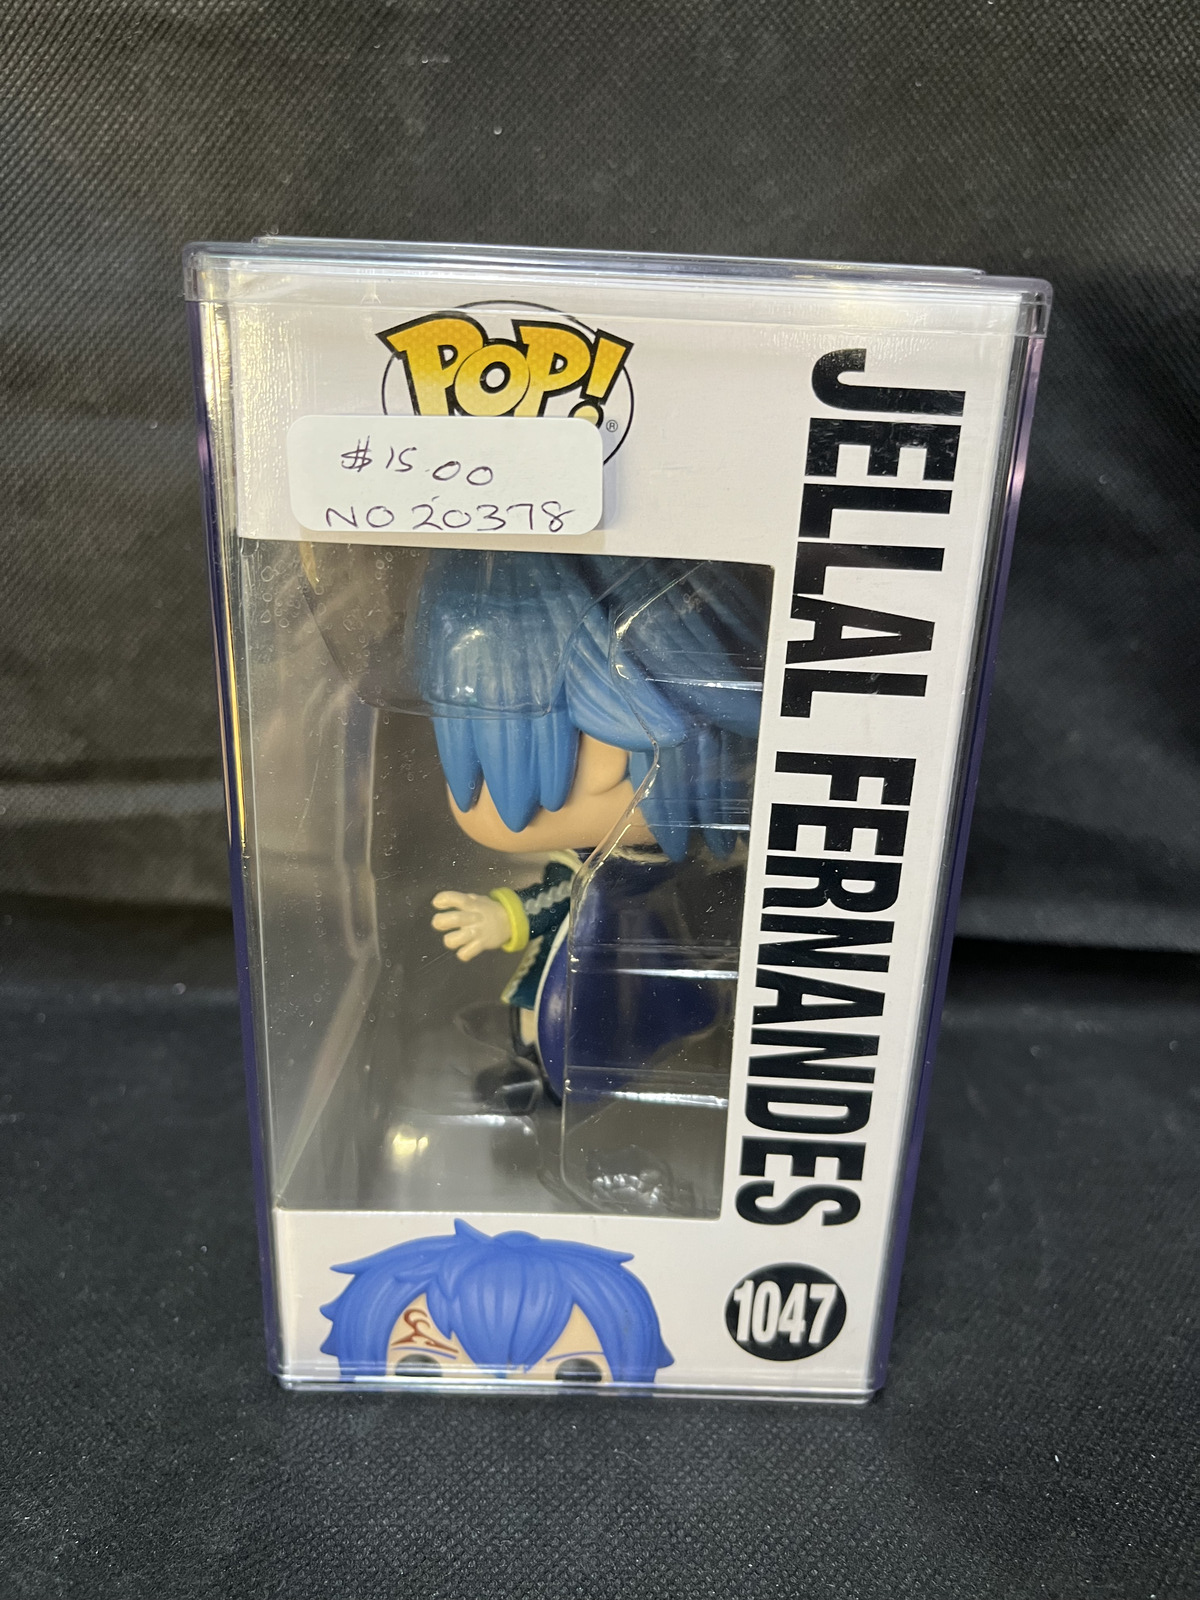 POP!
®
$15.00
NO 20378
JELLAL FERNANDES
1047